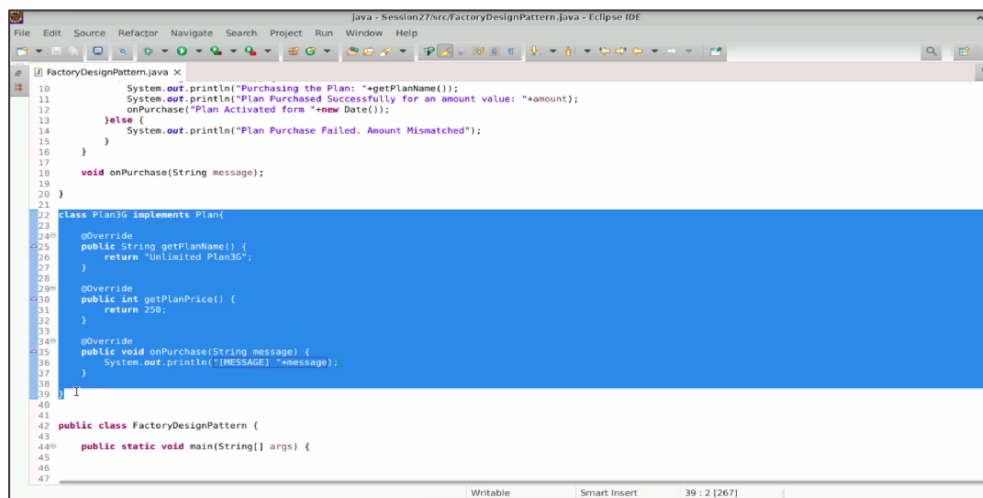 java - Session27/src/FactoryDesignPattern.java - Eclipse IDE
File Edit Source Refactor Navigate Search Project Run Window Help
FactoryDesignPattern.java
10 System.out.println("Purchasing the Plan: "+getPlanName());
11 System.out.println("Plan Purchased Successfully for an amount value: "+amount);
12 onPurchase("Plan Activated form "+new Date());
13 }else {
14 System.out.println("Plan Purchase Failed. Amount Mismatched");
15 }
16 }
17
18 void onPurchase(String message);
19
20 }
21
22 class Plan3G implements Plan{
23
24 @Override
25 public String getPlanName() {
26 return "Unlimited Plan3G";
27 }
28
29 @Override
30 public int getPlanPrice() {
31 return 250;
32 }
33
34 @Override
35 public void onPurchase(String message) {
36 System.out.println("[MESSAGE] "+message);
37 }
38
39 }
40
41
42 public class FactoryDesignPattern {
43
44 public static void main(String[] args) {
45
46
47
Writable Smart Insert 39 : 2 [267]